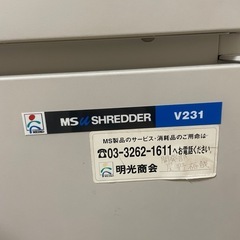 MSu SHREDDER V231
MS製品のサービス・消耗品のご用命は
☎03-3262-1611へお電話ください
明光商会